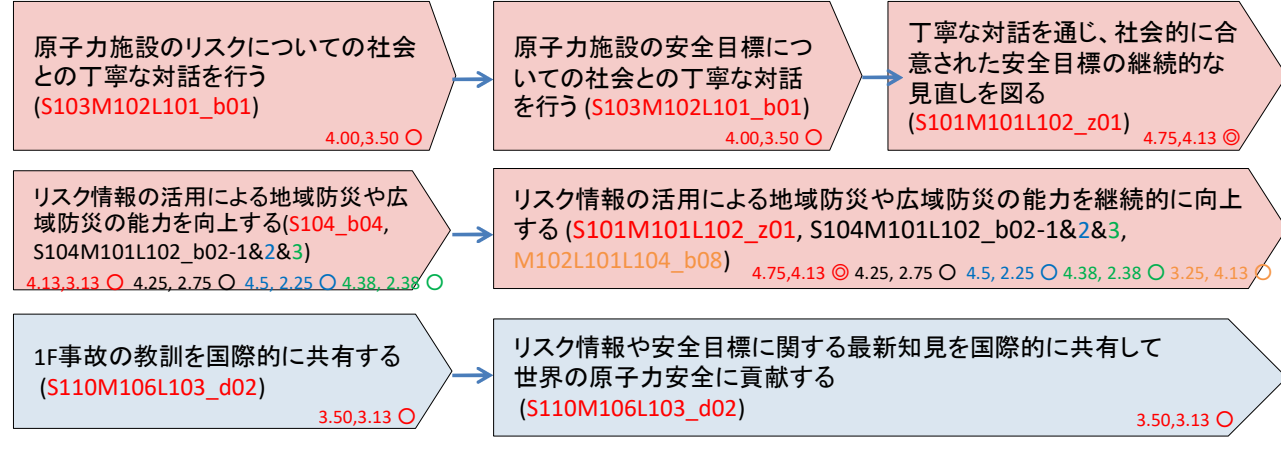 原子力施設のリスクについての社会
との丁寧な対話を行う
(S103M102L101_b01)
4.00,3.50 〇
原子力施設の安全目標につ
いての社会との丁寧な対話
を行う (S103M102L101_b01)
4.00,3.50 〇
丁寧な対話を通じ、社会的に合
意された安全目標の継続的な
見直しを図る
(S101M101L102_z01)
4.75,4.13 ◎
リスク情報の活用による地域防災や広
域防災の能力を向上する(S104_b04,
S104M101L102_b02-1&2&3)
4.13,3.13 〇 4.25, 2.75 〇 4.5, 2.25 〇 4.38, 2.38 〇
リスク情報の活用による地域防災や広域防災の能力を継続的に向上
する (S101M101L102_z01, S104M101L102_b02-1&2&3,
M102L101L104_b08)
4.75,4.13 ◎ 4.25, 2.75 〇 4.5, 2.25 〇 4.38, 2.38 〇 3.25, 4.13 〇
1F事故の教訓を国際的に共有する
(S110M106L103_d02)
3.50,3.13 〇
リスク情報や安全目標に関する最新知見を国際的に共有して
世界の原子力安全に貢献する
(S110M106L103_d02)
3.50,3.13 〇